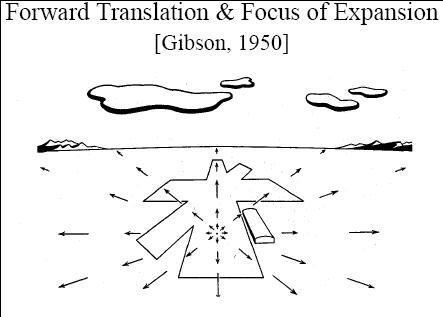 Forward Translation & Focus of Expansion
[Gibson, 1950]